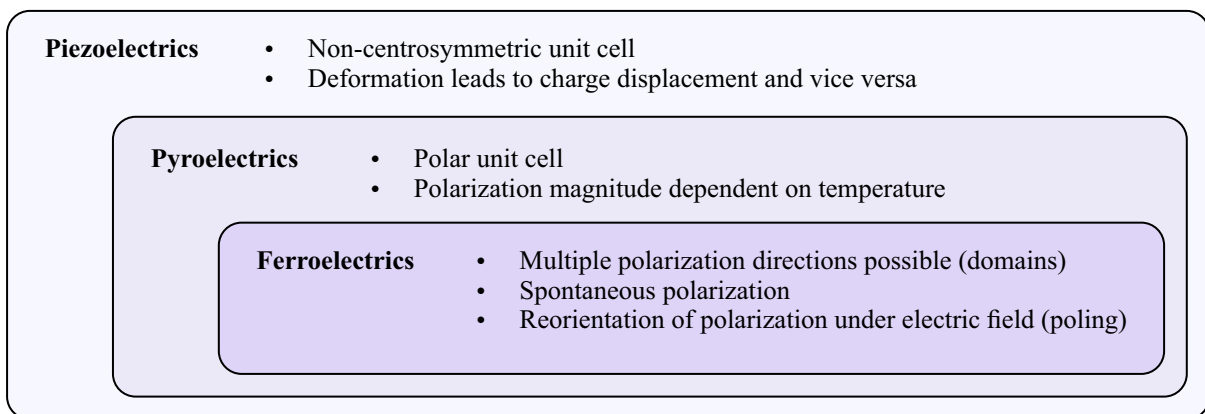 Piezoelectrics • Non-centrosymmetric unit cell
• Deformation leads to charge displacement and vice versa
Pyroelectrics • Polar unit cell
• Polarization magnitude dependent on temperature
Ferroelectrics • Multiple polarization directions possible (domains)
• Spontaneous polarization
• Reorientation of polarization under electric field (poling)